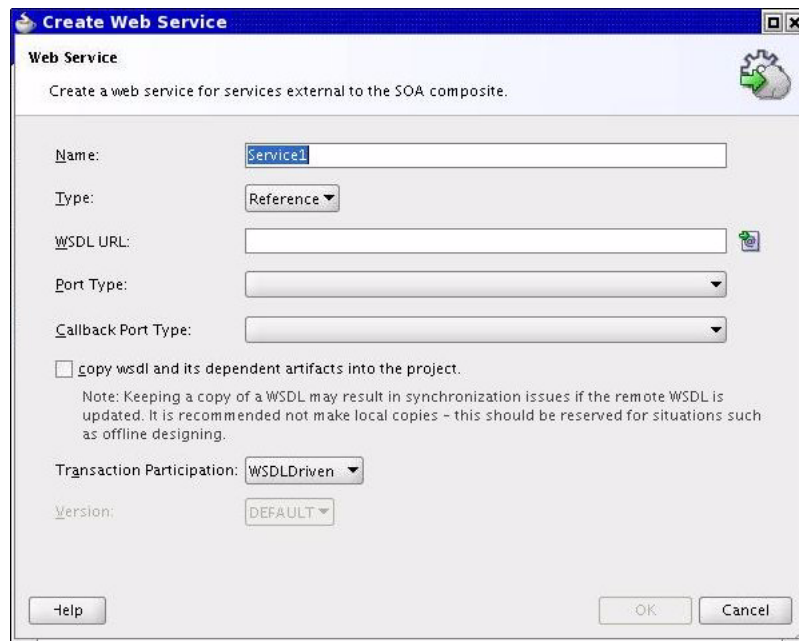 Create Web Service
Web Service
Create a web service for services external to the SOA composite.
Name: Service1
Type: Reference
WSDL URL:
Port Type:
Callback Port Type:
copy wsdl and its dependent artifacts into the project.
Note: Keeping a copy of a WSDL may result in synchronization issues if the remote WSDL is
updated. It is recommended not make local copies – this should be reserved for situations such
as offline designing.
Transaction Participation: WSDLDriven
Version: DEFAULT
Help OK Cancel